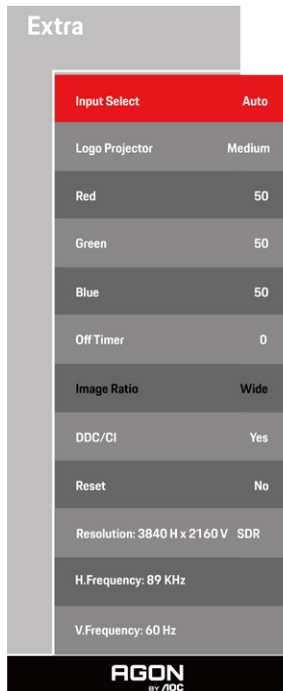 Extra
Input Select Auto
Logo Projector Medium
Red 50
Green 50
Blue 50
Off Timer 0
Image Ratio Wide
DDC/CI Yes
Reset No
Resolution: 3840 H x 2160 V SDR
H.Frequency: 89 KHz
V.Frequency: 60 Hz
AGON
BY AOC